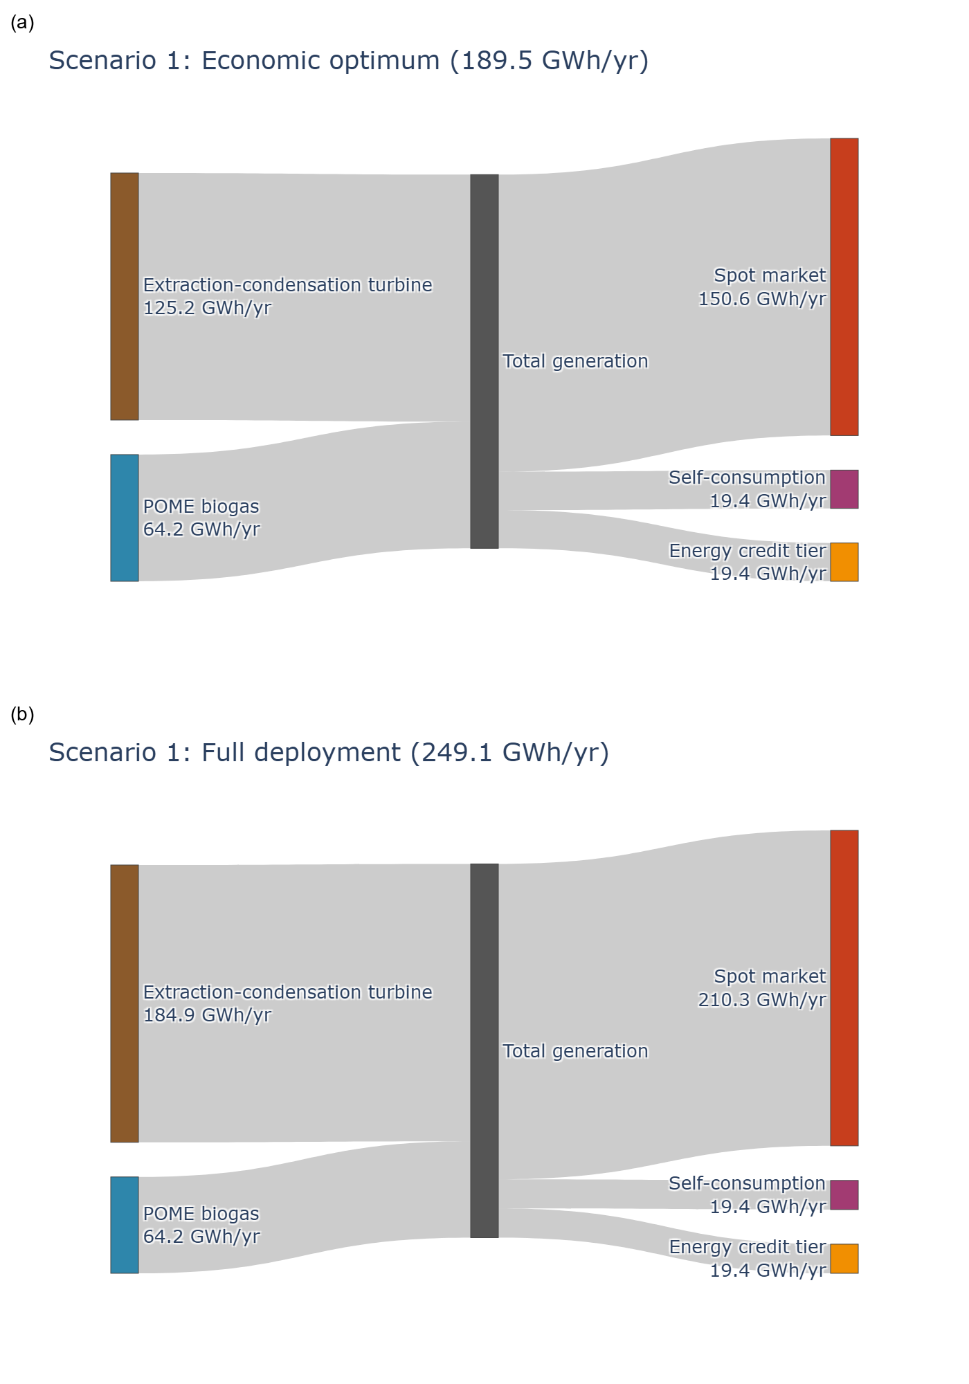 (a)
Scenario 1: Economic optimum (189.5 GWh/yr)
Extraction-condensation turbine
125.2 GWh/yr
POME biogas
64.2 GWh/yr
Total generation
Spot market
150.6 GWh/yr
Self-consumption
19.4 GWh/yr
Energy credit tier
19.4 GWh/yr
(b)
Scenario 1: Full deployment (249.1 GWh/yr)
Extraction-condensation turbine
184.9 GWh/yr
POME biogas
64.2 GWh/yr
Total generation
Spot market
210.3 GWh/yr
Self-consumption
19.4 GWh/yr
Energy credit tier
19.4 GWh/yr